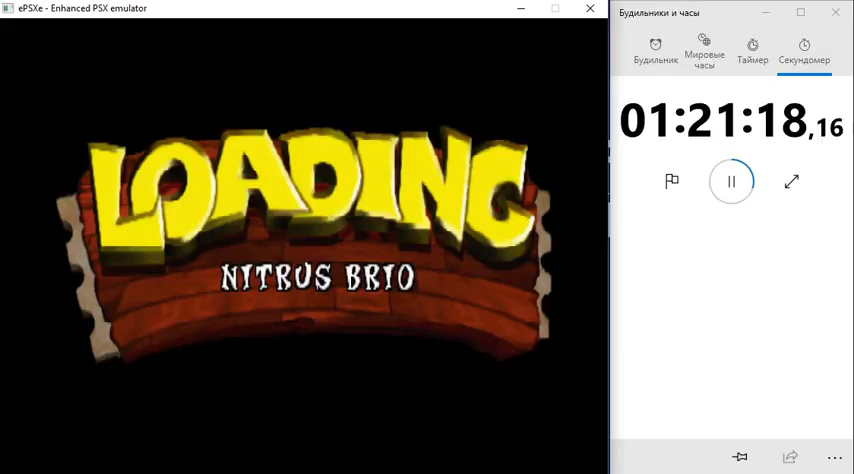 ePSXe - Enhanced PSX emulator
LOADING
NITRUS BRIO
Будильники и часы
Будильник
Мировые
часы
Таймер
Секундомер
01:21:18,16